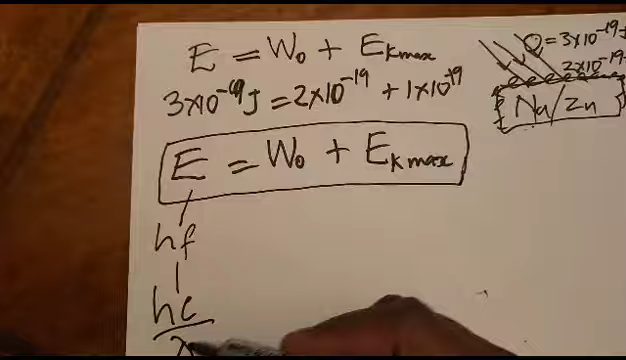 E = W₀ + Eₖₘₐₓ
3×10⁻¹⁹J = 2×10⁻¹⁹ + 1×10⁻¹⁹
E = W₀ + Eₖₘₐₓ
hf
hc
λ
= 3×10⁻¹⁹
2×10⁻¹⁹
Na/Zn